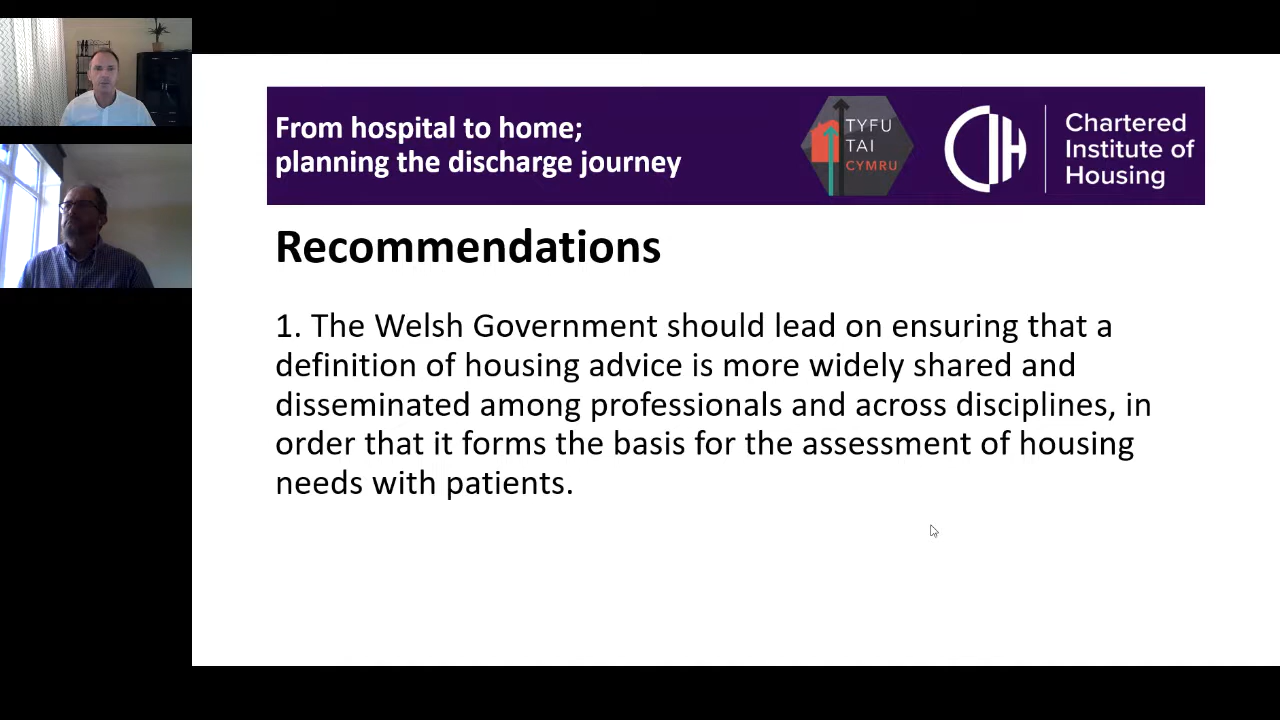 From hospital to home;
planning the discharge journey
TYFU
TAI
CYMRU
CIH
Chartered
Institute of
Housing
Recommendations
1. The Welsh Government should lead on ensuring that a
definition of housing advice is more widely shared and
disseminated among professionals and across disciplines, in
order that it forms the basis for the assessment of housing
needs with patients.